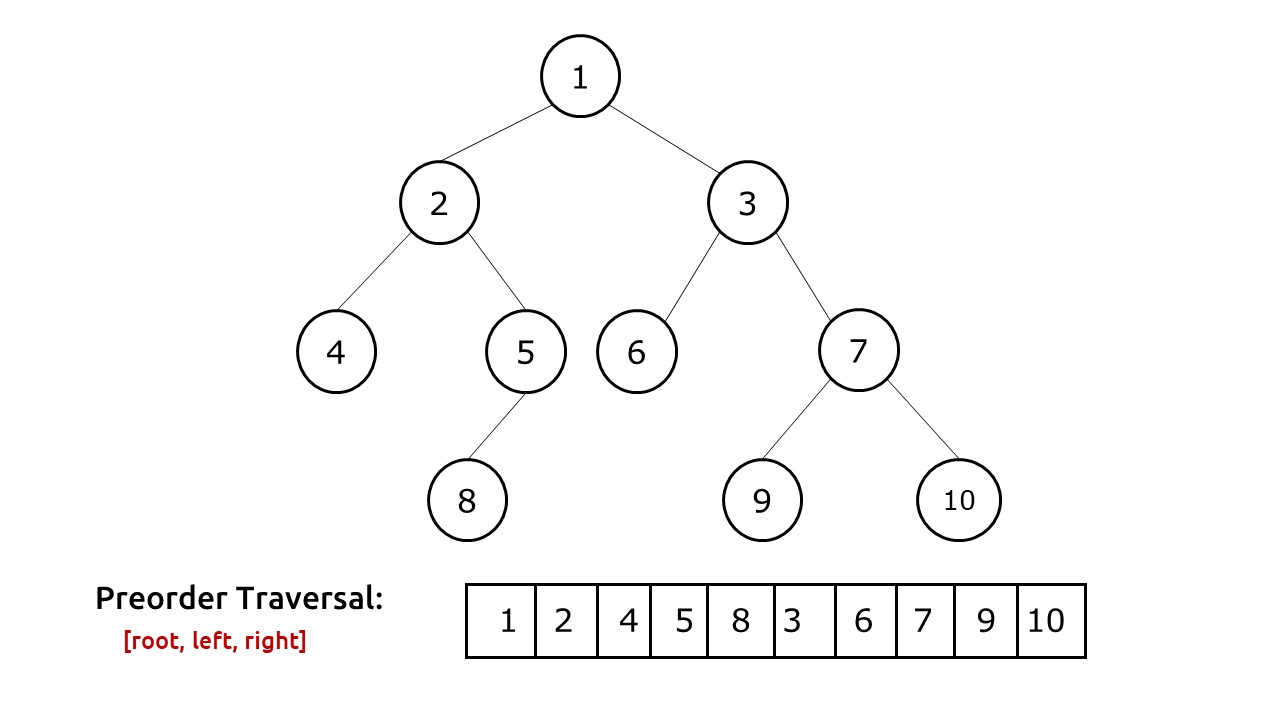 1
2 3
4 5 6 7
8 9 10
Preorder Traversal:
[root, left, right]
1 2 4 5 8 3 6 7 9 10